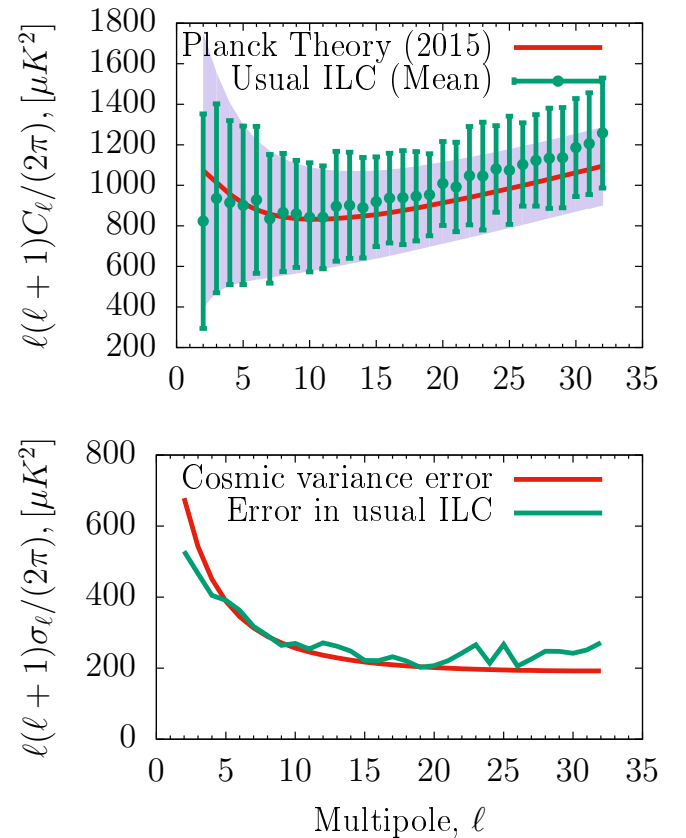 ℓ(ℓ + 1)C_ℓ/(2π), [μK²]
1800
1600
1400
1200
1000
800
600
400
200
Planck Theory (2015)
Usual ILC (Mean)
0 5 10 15 20 25 30 35
ℓ(ℓ + 1)σ_ℓ/(2π), [μK²]
800
600
400
200
0
Cosmic variance error
Error in usual ILC
0 5 10 15 20 25 30 35
Multipole, ℓ